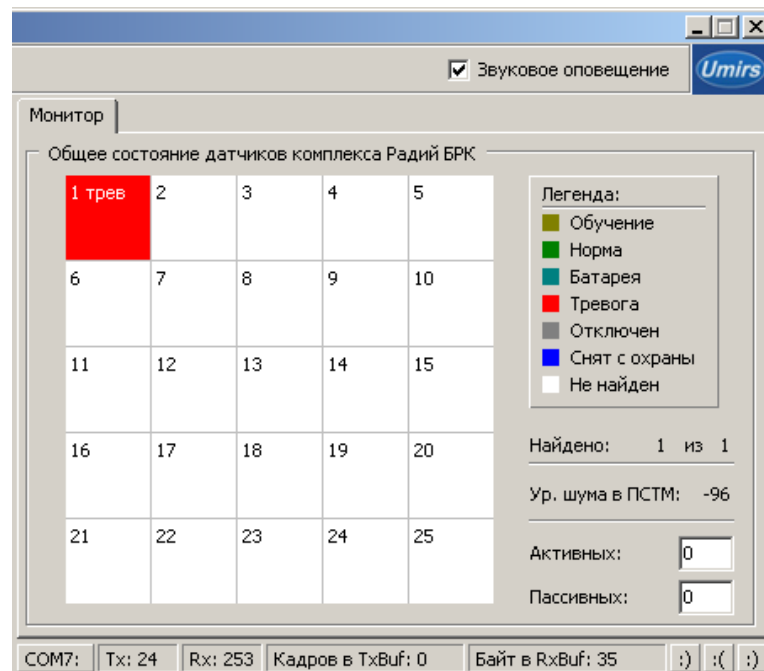 Звуковое оповещение
Umirs
Монитор
Общее состояние датчиков комплекса Радий БРК
1 трев 2 3 4 5
6 7 8 9 10
11 12 13 14 15
16 17 18 19 20
21 22 23 24 25
Легенда:
Обучение
Норма
Батарея
Тревога
Отключен
Снят с охраны
Не найден
Найдено: 1 из 1
Ур. шума в ПСТМ: -96
Активных: 0
Пассивных: 0
COM7: Tx: 24 Rx: 253 Кадров в TxBuf: 0 Байт в RxBuf: 35 :) :( :)